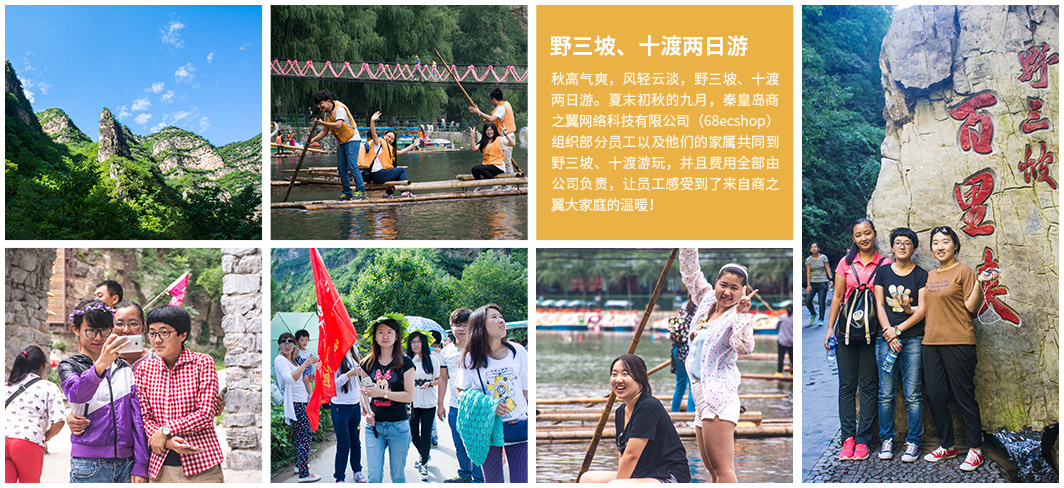 野三坡、十渡两日游
秋高气爽，风轻云淡，野三坡、十渡
两日游。夏末初秋的九月，秦皇岛商
之翼网络科技有限公司（68ecshop）
组织部分员工以及他们的家属共同到
野三坡、十渡游玩，并且费用全部由
公司负责，让员工感受到了来自商之
翼大家庭的温暖！
野三坡
百里